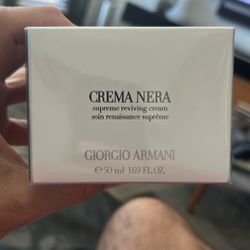 CREMA NERA
supreme reviving cream
soin renaissance suprême
GIORGIO ARMANI
℮ 50 ml 1.69 FL.OZ